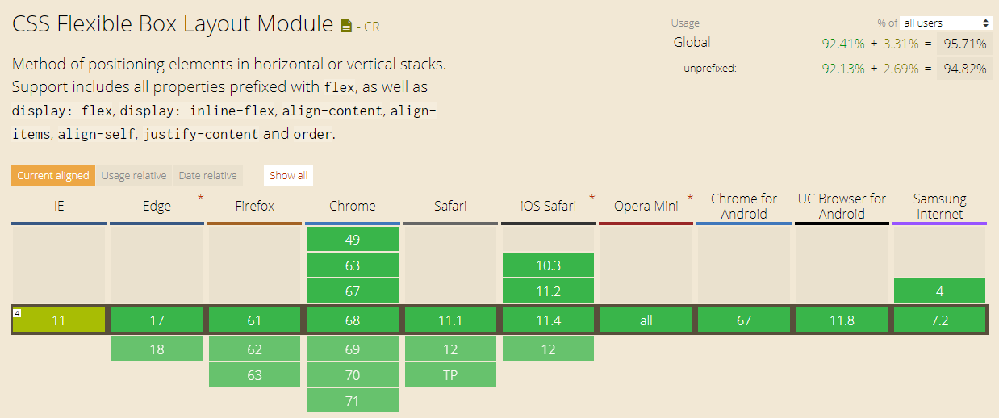 CSS Flexible Box Layout Module - CR
Usage % of all users
Global 92.41% + 3.31% = 95.71%
unprefixed: 92.13% + 2.69% = 94.82%
Method of positioning elements in horizontal or vertical stacks.
Support includes all properties prefixed with flex, as well as
display: flex, display: inline-flex, align-content, align-
items, align-self, justify-content and order.
Current aligned Usage relative Date relative Show all
IE Edge * Firefox Chrome Safari iOS Safari * Opera Mini * Chrome for Android UC Browser for Android Samsung Internet
49
63 10.3
67 11.2 4
4 11 17 61 68 11.1 11.4 all 67 11.8 7.2
18 62 69 12 12
63 70 TP
71